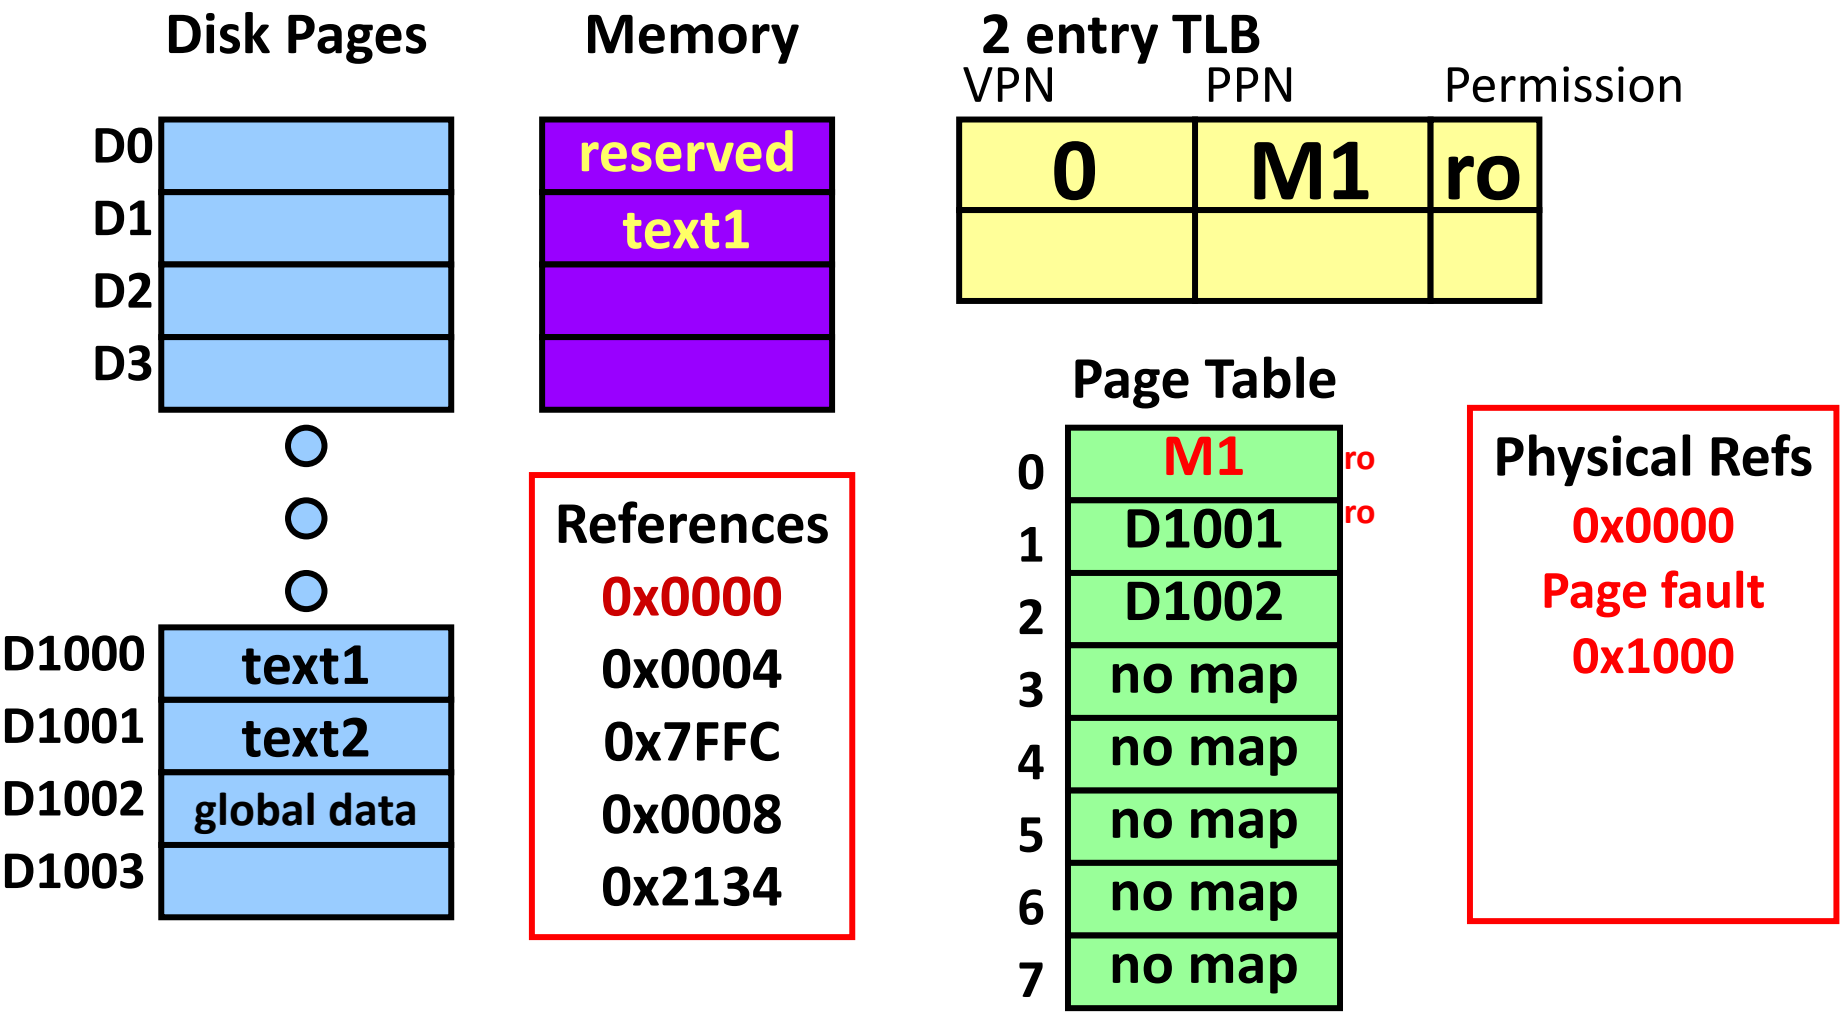 Disk Pages
D0
D1
D2
D3
D1000 text1
D1001 text2
D1002 global data
D1003
Memory
reserved
text1
References
0x0000
0x0004
0x7FFC
0x0008
0x2134
2 entry TLB
VPN PPN Permission
0 M1 ro
Page Table
0 M1 ro
1 D1001 ro
2 D1002
3 no map
4 no map
5 no map
6 no map
7 no map
Physical Refs
0x0000
Page fault
0x1000